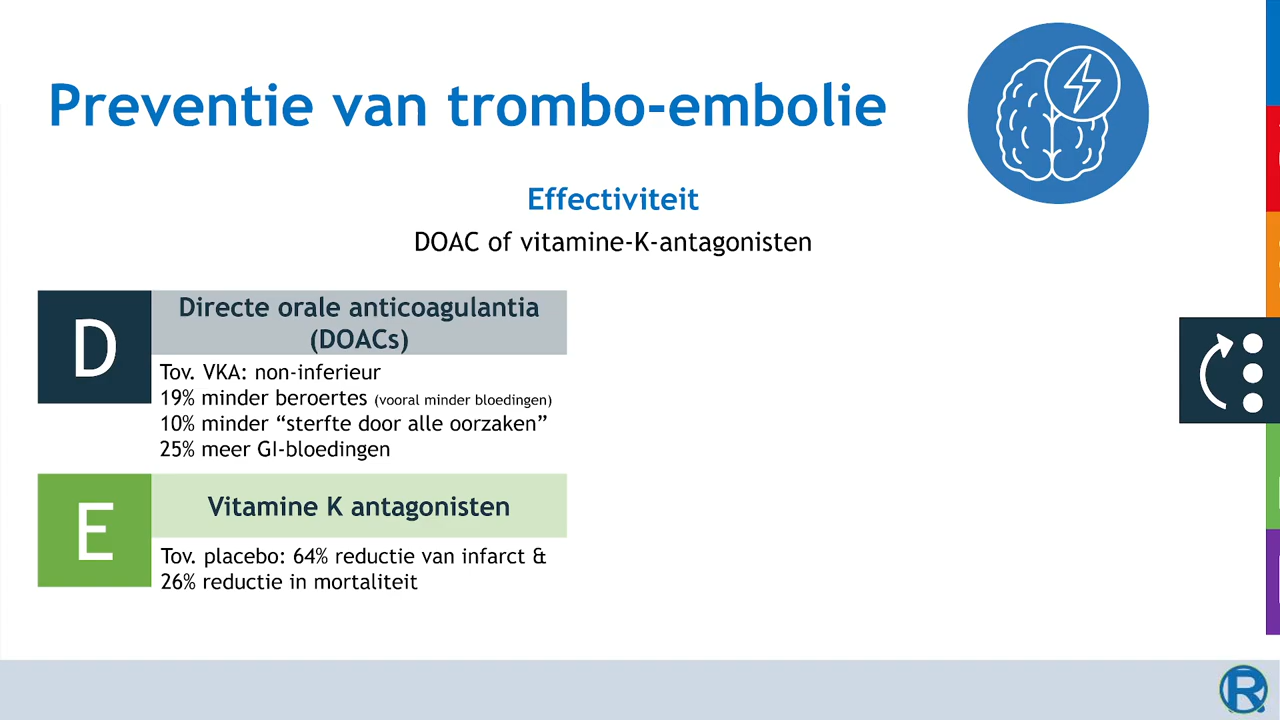 Preventie van trombo-embolie
Effectiviteit
DOAC of vitamine-K-antagonisten
D
Directe orale anticoagulantia
(DOACs)
Tov. VKA: non-inferieur
19% minder beroertes (vooral minder bloedingen)
10% minder “sterfte door alle oorzaken”
25% meer GI-bloedingen
E
Vitamine K antagonisten
Tov. placebo: 64% reductie van infarct &
26% reductie in mortaliteit
R